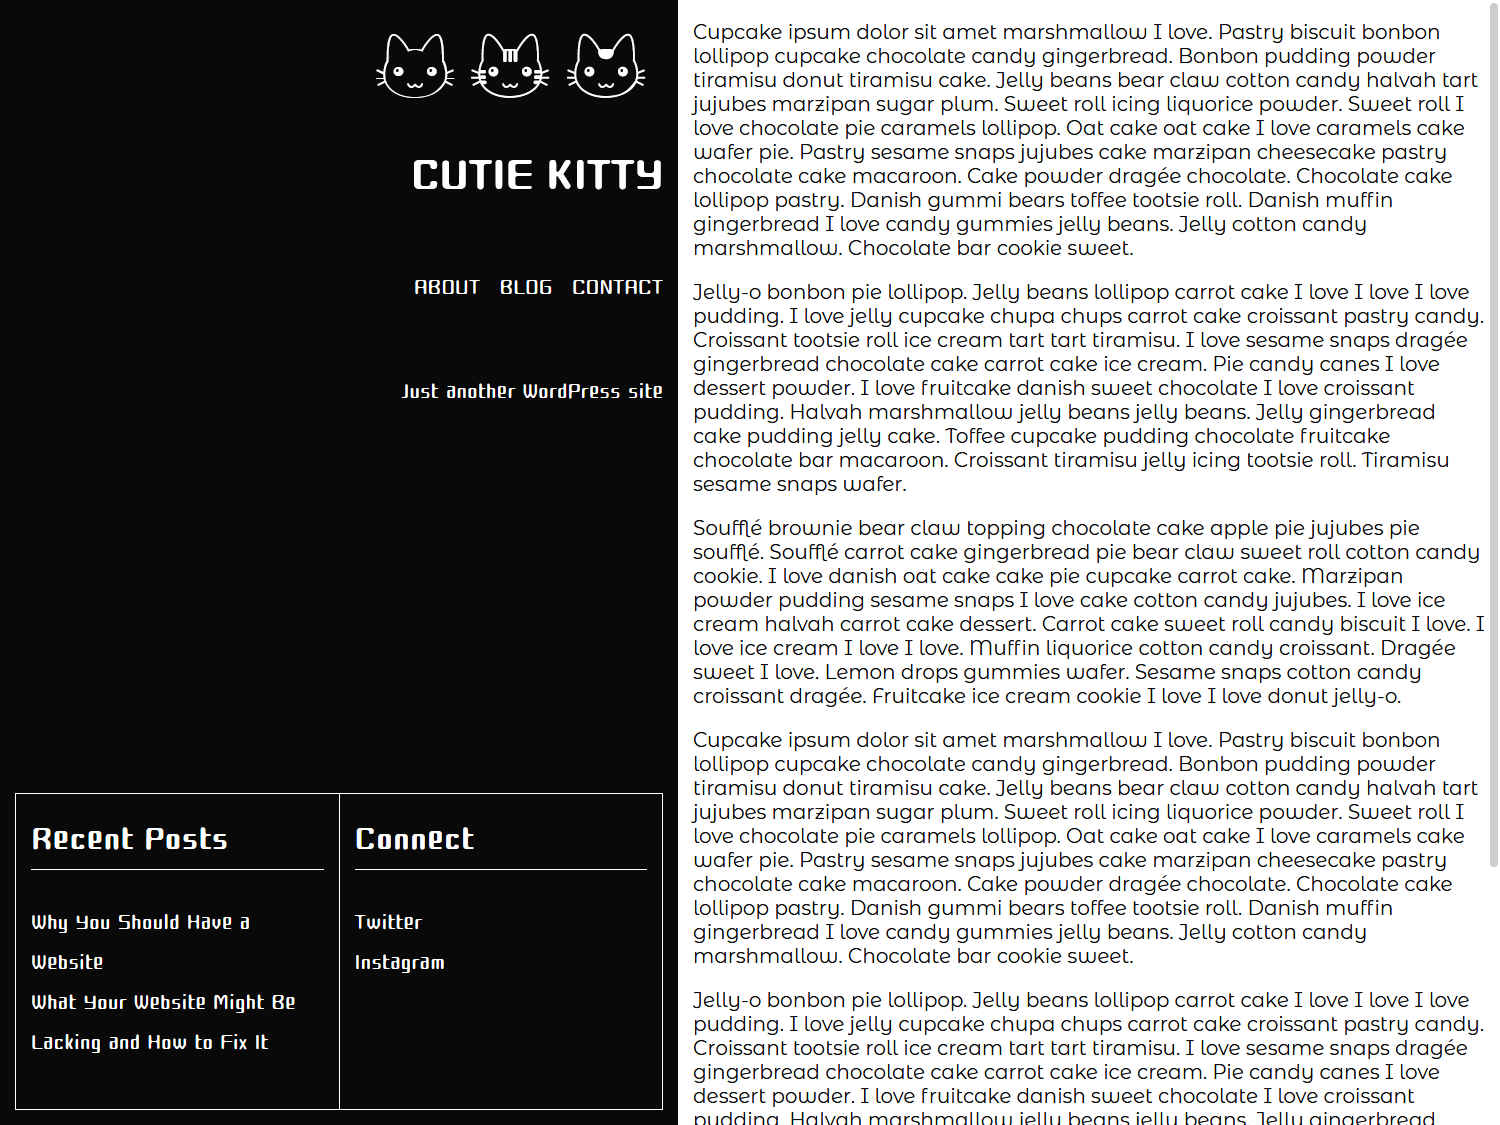 CUTIE KITTY
ABOUT BLOG CONTACT
Just another WordPress site
Recent Posts
Why You Should Have a
Website
What Your Website Might Be
Lacking and How to Fix It
Connect
Twitter
Instagram
Cupcake ipsum dolor sit amet marshmallow I love. Pastry biscuit bonbon
lollipop cupcake chocolate candy gingerbread. Bonbon pudding powder
tiramisu donut tiramisu cake. Jelly beans bear claw cotton candy halvah tart
jujubes marzipan sugar plum. Sweet roll icing liquorice powder. Sweet roll I
love chocolate pie caramels lollipop. Oat cake oat cake I love caramels cake
wafer pie. Pastry sesame snaps jujubes cake marzipan cheesecake pastry
chocolate cake macaroon. Cake powder dragée chocolate. Chocolate cake
lollipop pastry. Danish gummi bears toffee tootsie roll. Danish muffin
gingerbread I love candy gummies jelly beans. Jelly cotton candy
marshmallow. Chocolate bar cookie sweet.
Jelly-o bonbon pie lollipop. Jelly beans lollipop carrot cake I love I love I love
pudding. I love jelly cupcake chupa chups carrot cake croissant pastry candy.
Croissant tootsie roll ice cream tart tart tiramisu. I love sesame snaps dragée
gingerbread chocolate cake carrot cake ice cream. Pie candy canes I love
dessert powder. I love fruitcake danish sweet chocolate I love croissant
pudding. Halvah marshmallow jelly beans jelly beans. Jelly gingerbread
cake pudding jelly cake. Toffee cupcake pudding chocolate fruitcake
chocolate bar macaroon. Croissant tiramisu jelly icing tootsie roll. Tiramisu
sesame snaps wafer.
Soufflé brownie bear claw topping chocolate cake apple pie jujubes pie
soufflé. Soufflé carrot cake gingerbread pie bear claw sweet roll cotton candy
cookie. I love danish oat cake cake pie cupcake carrot cake. Marzipan
powder pudding sesame snaps I love cake cotton candy jujubes. I love ice
cream halvah carrot cake dessert. Carrot cake sweet roll candy biscuit I love. I
love ice cream I love I love. Muffin liquorice cotton candy croissant. Dragée
sweet I love. Lemon drops gummies wafer. Sesame snaps cotton candy
croissant dragée. Fruitcake ice cream cookie I love I love donut jelly-o.
Cupcake ipsum dolor sit amet marshmallow I love. Pastry biscuit bonbon
lollipop cupcake chocolate candy gingerbread. Bonbon pudding powder
tiramisu donut tiramisu cake. Jelly beans bear claw cotton candy halvah tart
jujubes marzipan sugar plum. Sweet roll icing liquorice powder. Sweet roll I
love chocolate pie caramels lollipop. Oat cake oat cake I love caramels cake
wafer pie. Pastry sesame snaps jujubes cake marzipan cheesecake pastry
chocolate cake macaroon. Cake powder dragée chocolate. Chocolate cake
lollipop pastry. Danish gummi bears toffee tootsie roll. Danish muffin
gingerbread I love candy gummies jelly beans. Jelly cotton candy
marshmallow. Chocolate bar cookie sweet.
Jelly-o bonbon pie lollipop. Jelly beans lollipop carrot cake I love I love I love
pudding. I love jelly cupcake chupa chups carrot cake croissant pastry candy.
Croissant tootsie roll ice cream tart tart tiramisu. I love sesame snaps dragée
gingerbread chocolate cake carrot cake ice cream. Pie candy canes I love
dessert powder. I love fruitcake danish sweet chocolate I love croissant
pudding. Halvah marshmallow jelly beans jelly beans. Jelly gingerbread